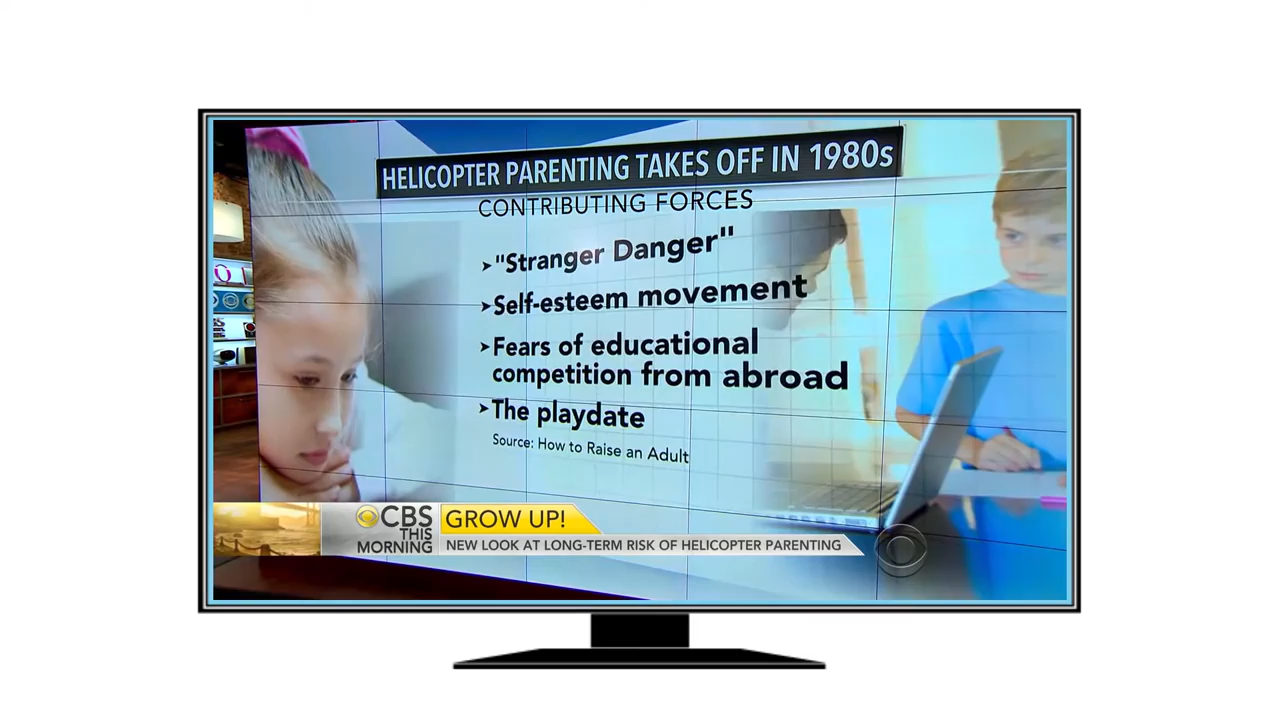 HELICOPTER PARENTING TAKES OFF IN 1980s
CONTRIBUTING FORCES
➤"Stranger Danger"
➤Self-esteem movement
➤Fears of educational
competition from abroad
➤The playdate
Source: How to Raise an Adult
CBS
THIS
MORNING
GROW UP!
NEW LOOK AT LONG-TERM RISK OF HELICOPTER PARENTING